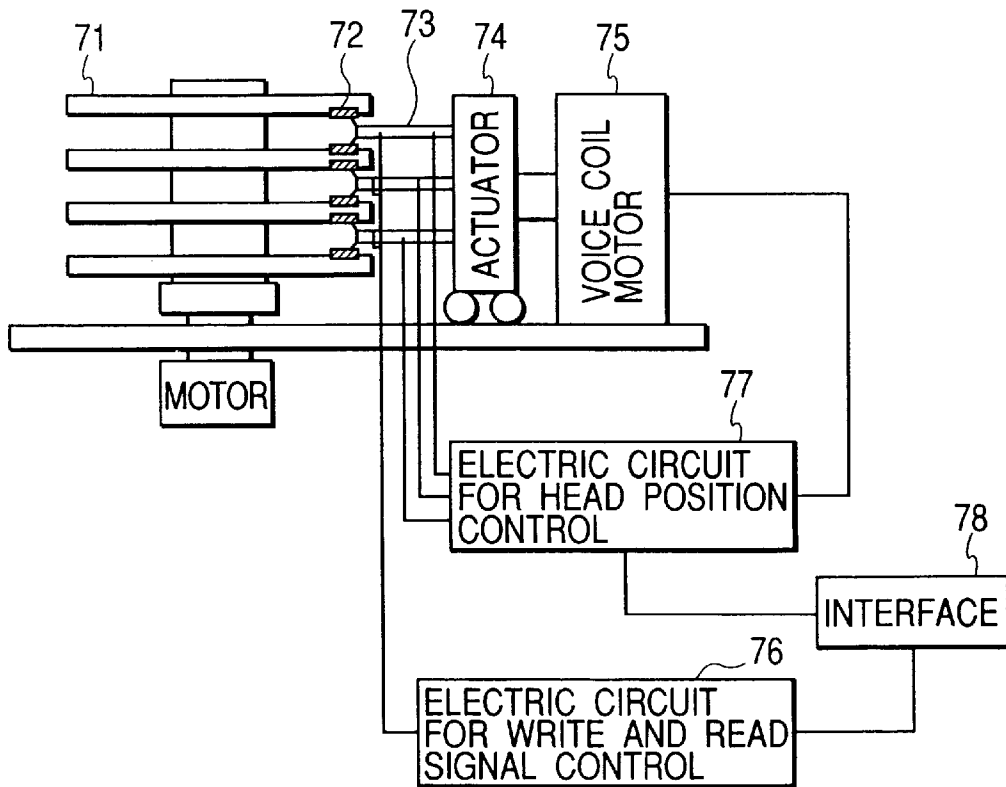 71
72
73
74
75
ACTUATOR
VOICE COIL
MOTOR
MOTOR
77
ELECTRIC CIRCUIT
FOR HEAD POSITION
CONTROL
78
INTERFACE
76
ELECTRIC CIRCUIT
FOR WRITE AND READ
SIGNAL CONTROL